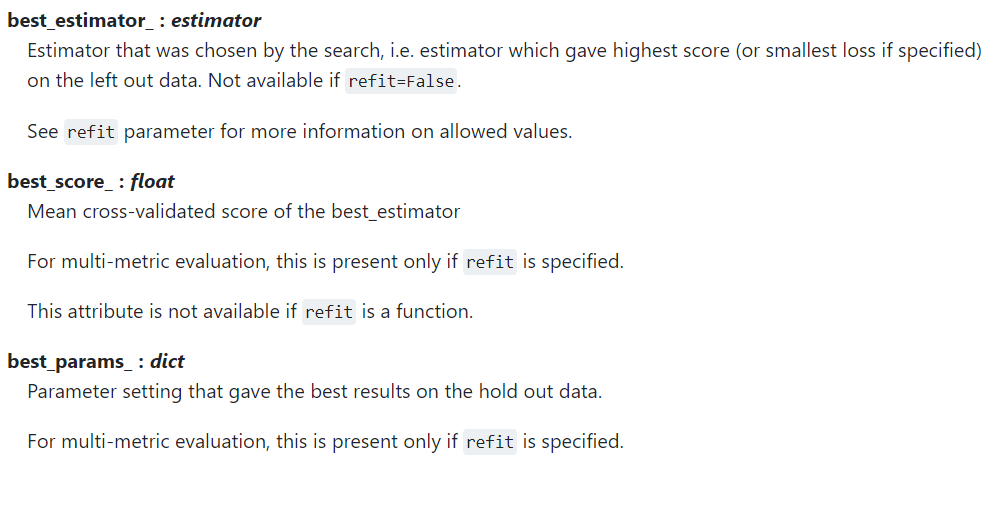 best_estimator_ : estimator
Estimator that was chosen by the search, i.e. estimator which gave highest score (or smallest loss if specified)
on the left out data. Not available if refit=False.
See refit parameter for more information on allowed values.
best_score_ : float
Mean cross-validated score of the best_estimator
For multi-metric evaluation, this is present only if refit is specified.
This attribute is not available if refit is a function.
best_params_ : dict
Parameter setting that gave the best results on the hold out data.
For multi-metric evaluation, this is present only if refit is specified.